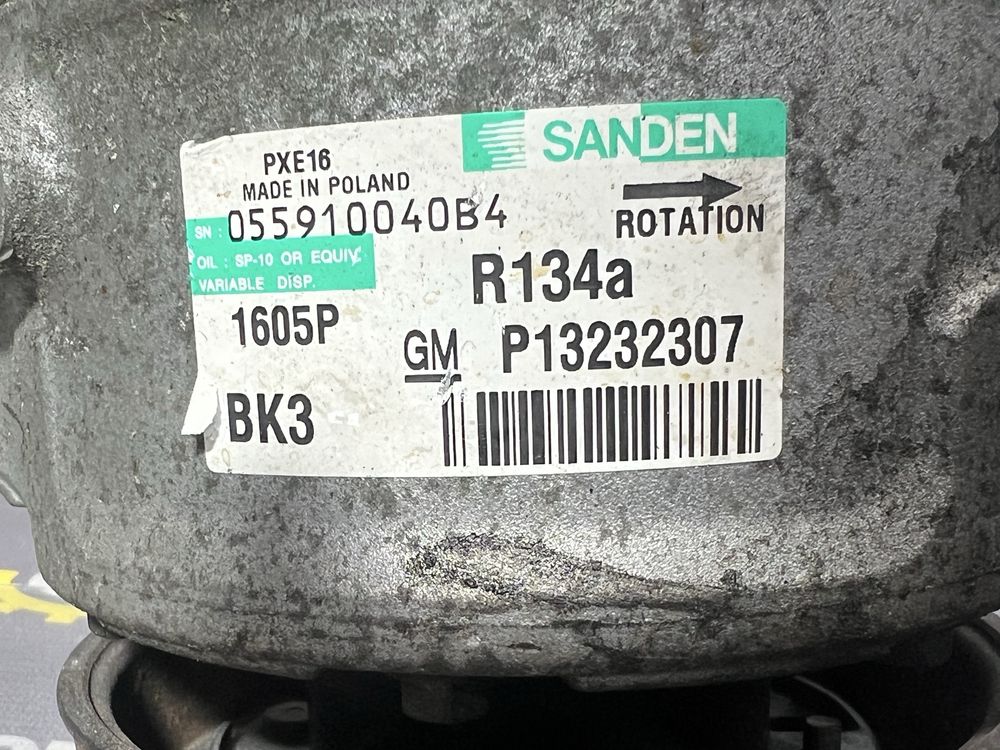 SANDEN
PXE16
MADE IN POLAND
SN : 055910040B4
ROTATION
OIL : SP-10 OR EQUIV.
VARIABLE DISP.
R134a
1605P
GM P13232307
BK3